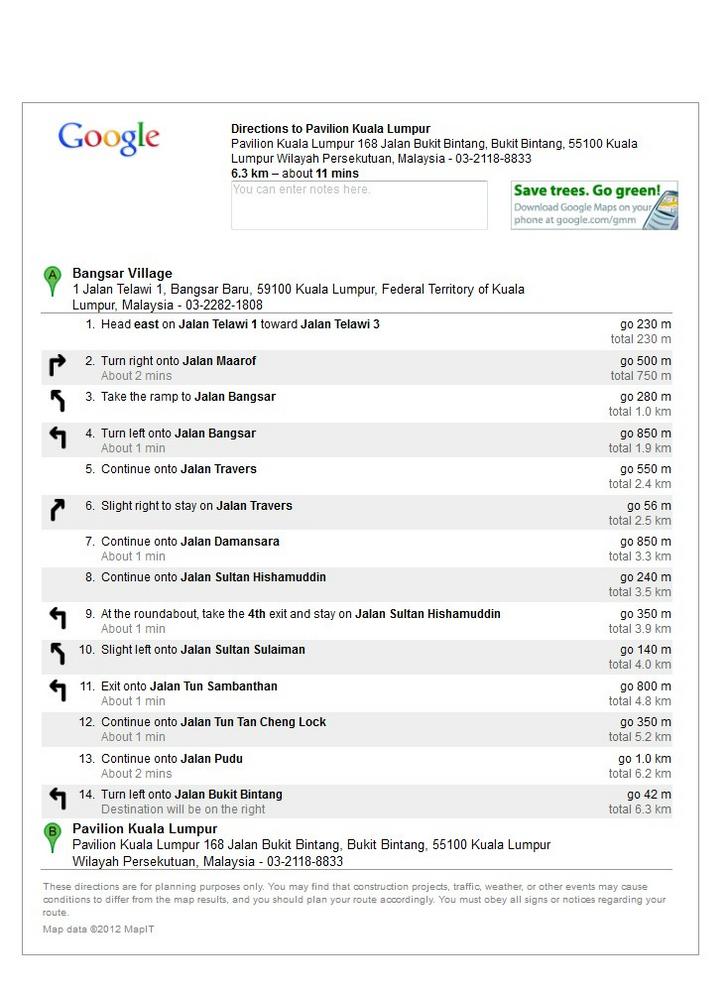 Google
Directions to Pavilion Kuala Lumpur
Pavilion Kuala Lumpur 168 Jalan Bukit Bintang, Bukit Bintang, 55100 Kuala
Lumpur Wilayah Persekutuan, Malaysia - 03-2118-8833
6.3 km – about 11 mins
You can enter notes here.
Save trees. Go green!
Download Google Maps on your
phone at google.com/gmm
A
Bangsar Village
1 Jalan Telawi 1, Bangsar Baru, 59100 Kuala Lumpur, Federal Territory of Kuala
Lumpur, Malaysia - 03-2282-1808
1. Head east on Jalan Telawi 1 toward Jalan Telawi 3 go 230 m
total 230 m
2. Turn right onto Jalan Maarof go 500 m
About 2 mins total 750 m
3. Take the ramp to Jalan Bangsar go 280 m
total 1.0 km
4. Turn left onto Jalan Bangsar go 850 m
About 1 min total 1.9 km
5. Continue onto Jalan Travers go 550 m
total 2.4 km
6. Slight right to stay on Jalan Travers go 56 m
total 2.5 km
7. Continue onto Jalan Damansara go 850 m
About 1 min total 3.3 km
8. Continue onto Jalan Sultan Hishamuddin go 240 m
total 3.5 km
9. At the roundabout, take the 4th exit and stay on Jalan Sultan Hishamuddin go 350 m
About 1 min total 3.9 km
10. Slight left onto Jalan Sultan Sulaiman go 140 m
total 4.0 km
11. Exit onto Jalan Tun Sambanthan go 800 m
About 1 min total 4.8 km
12. Continue onto Jalan Tun Tan Cheng Lock go 350 m
About 1 min total 5.2 km
13. Continue onto Jalan Pudu go 1.0 km
About 2 mins total 6.2 km
14. Turn left onto Jalan Bukit Bintang go 42 m
Destination will be on the right total 6.3 km
B
Pavilion Kuala Lumpur
Pavilion Kuala Lumpur 168 Jalan Bukit Bintang, Bukit Bintang, 55100 Kuala Lumpur
Wilayah Persekutuan, Malaysia - 03-2118-8833
These directions are for planning purposes only. You may find that construction projects, traffic, weather, or other events may cause
conditions to differ from the map results, and you should plan your route accordingly. You must obey all signs or notices regarding your
route.
Map data ©2012 MapIT